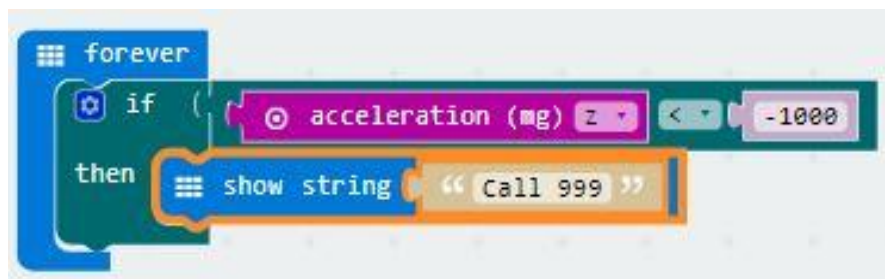 forever
if ( acceleration (mg) z < -1000
then show string “ Call 999 ”